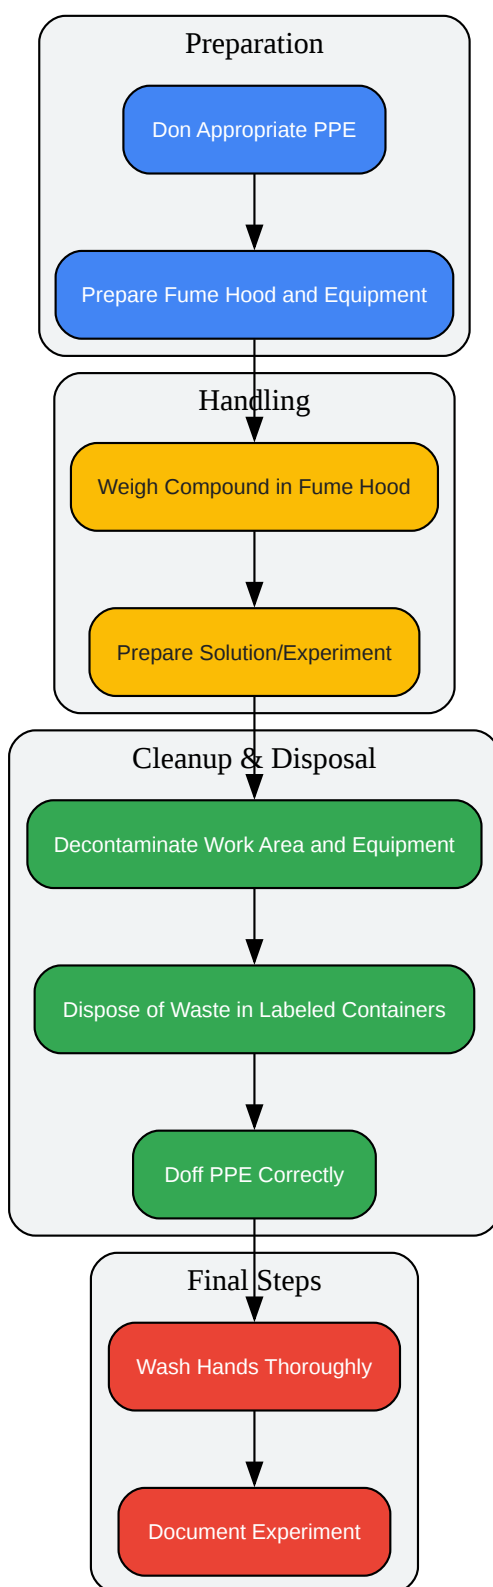 Preparation
Don Appropriate PPE
Prepare Fume Hood and Equipment
Handling
Weigh Compound in Fume Hood
Prepare Solution/Experiment
Cleanup & Disposal
Decontaminate Work Area and Equipment
Dispose of Waste in Labeled Containers
Doff PPE Correctly
Final Steps
Wash Hands Thoroughly
Document Experiment